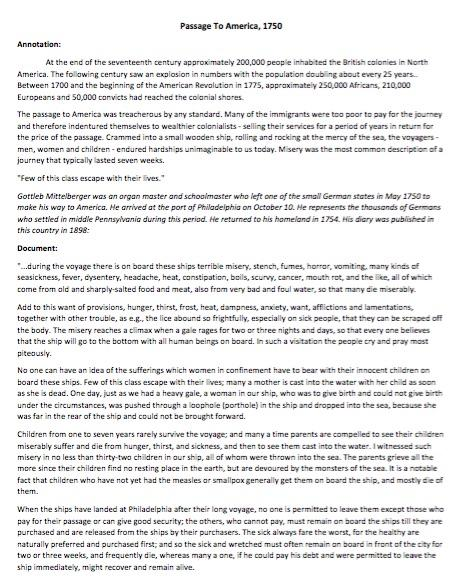 Passage To America, 1750
Annotation:
At the end of the seventeenth century approximately 200,000 people inhabited the British colonies in North
America. The following century saw an explosion in numbers with the population doubling about every 25 years..
Between 1700 and the beginning of the American Revolution in 1775, approximately 250,000 Africans, 210,000
Europeans and 50,000 convicts had reached the colonial shores.
The passage to America was treacherous by any standard. Many of the immigrants were too poor to pay for the journey
and therefore indentured themselves to wealthier colonialists - selling their services for a period of years in return for
the price of the passage. Crammed into a small wooden ship, rolling and rocking at the mercy of the sea, the voyagers -
men, women and children - endured hardships unimaginable to us today. Misery was the most common description of a
journey that typically lasted seven weeks.
"Few of this class escape with their lives."
Gottleb Mittelberger was an organ master and schoolmaster who left one of the small German states in May 1750 to
make his way to America. He arrived at the port of Philadelphia on October 10. He represents the thousands of Germans
who settled in middle Pennsylvania during this period. He returned to his homeland in 1754. His diary was published in
this country in 1898:
Document:
"...during the voyage there is on board these ships terrible misery, stench, fumes, horror, vomiting, many kinds of
seasickness, fever, dysentery, headache, heat, constipation, boils, scurvy, cancer, mouth rot, and the like, all of which
come from old and sharply-salted food and meat, also from very bad and foul water, so that many die miserably.
Add to this want of provisions, hunger, thirst, frost, heat, dampness, anxiety, want, afflictions and lamentations,
together with other trouble, as e.g., the lice abound so frightfully, especially on sick people, that they can be scraped off
the body. The misery reaches a climax when a gale rages for two or three nights and days, so that every one believes
that the ship will go to the bottom with all human beings on board. In such a visitation the people cry and pray most
piteously.
No one can have an idea of the sufferings which women in confinement have to bear with their innocent children on
board these ships. Few of this class escape with their lives; many a mother is cast into the water with her child as soon
as she is dead. One day, just as we had a heavy gale, a woman in our ship, who was to give birth and could not give birth
under the circumstances, was pushed through a loophole (porthole) in the ship and dropped into the sea, because she
was far in the rear of the ship and could not be brought forward.
Children from one to seven years rarely survive the voyage; and many a time parents are compelled to see their children
miserably suffer and die from hunger, thirst, and sickness, and then to see them cast into the water. I witnessed such
misery in no less than thirty-two children in our ship, all of whom were thrown into the sea. The parents grieve all the
more since their children find no resting place in the earth, but are devoured by the monsters of the sea. It is a notable
fact that children who have not yet had the measles or smallpox generally get them on board the ship, and mostly die of
them.
When the ships have landed at Philadelphia after their long voyage, no one is permitted to leave them except those who
pay for their passage or can give good security; the others, who cannot pay, must remain on board the ships till they are
purchased and are released from the ships by their purchasers. The sick always fare the worst, for the healthy are
naturally preferred and purchased first; and so the sick and wretched must often remain on board in front of the city for
two or three weeks, and frequently die, whereas many a one, if he could pay his debt and were permitted to leave the
ship immediately, might recover and remain alive.